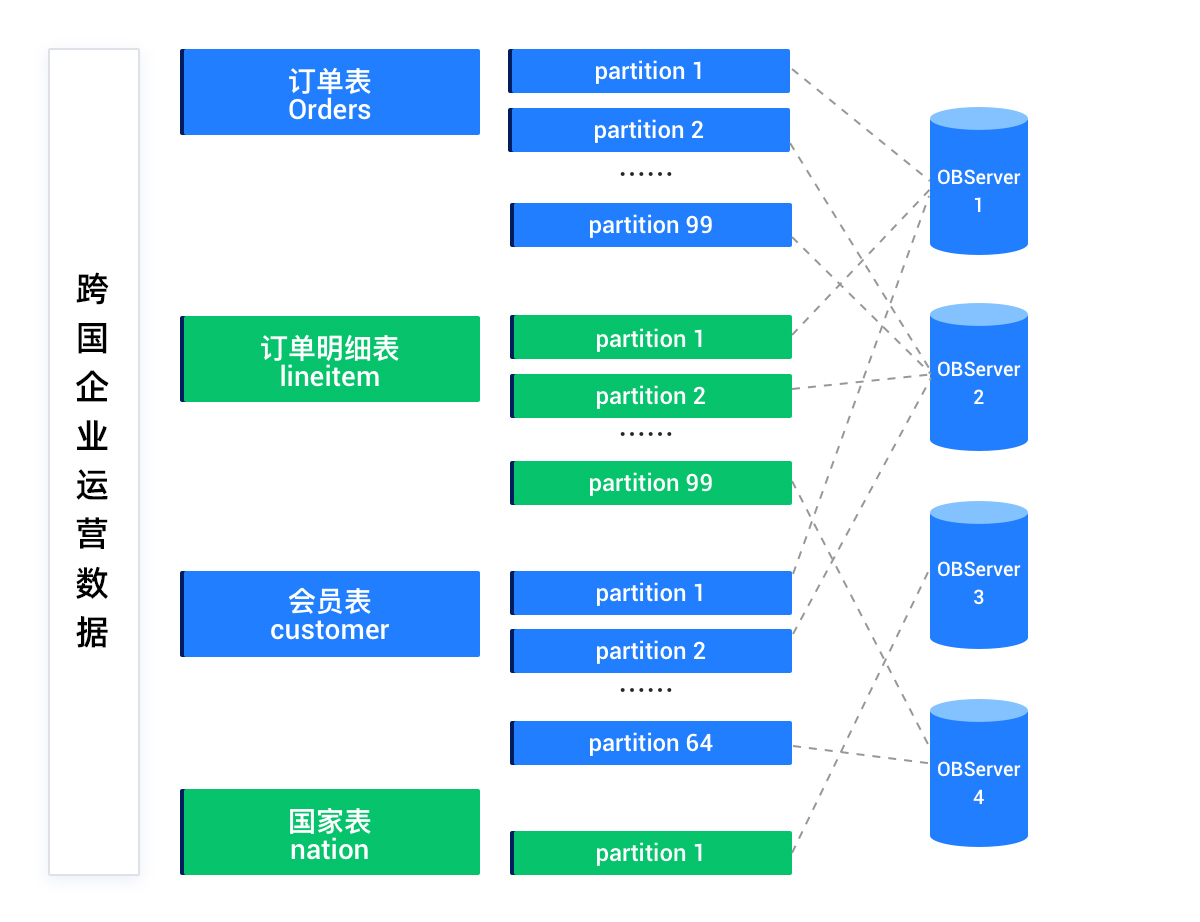 跨国企业运营数据
订单表
Orders
partition 1
partition 2
......
partition 99
订单明细表
lineitem
partition 1
partition 2
......
partition 99
会员表
customer
partition 1
partition 2
......
partition 64
国家表
nation
partition 1
OBServer
1
OBServer
2
OBServer
3
OBServer
4